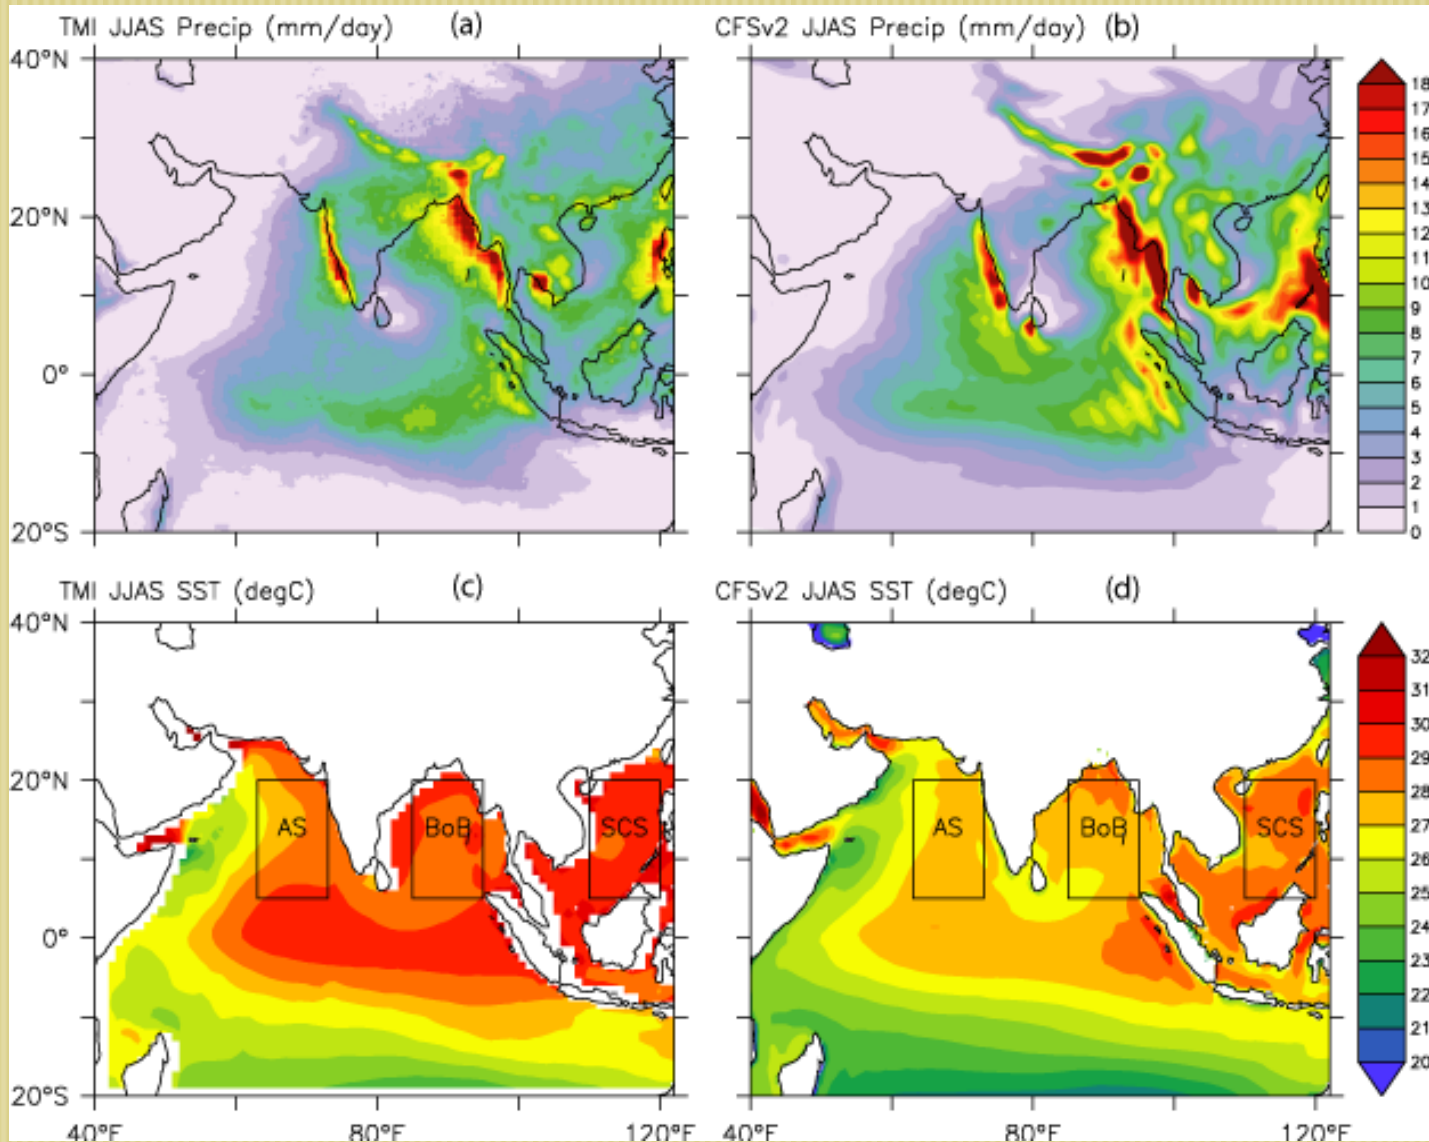 TMI JJAS Precip (mm/day) (a)
CFSv2 JJAS Precip (mm/day) (b)
40°N
20°N
0°
20°S
18
17
16
15
14
13
12
11
10
9
8
7
6
5
4
3
2
1
0
TMI JJAS SST (degC) (c)
CFSv2 JJAS SST (degC) (d)
40°N
20°N
0°
20°S
AS
BoB
SCS
AS
BoB
SCS
32
31
30
29
28
27
26
25
24
23
22
21
20
40°E 80°E 120°E
40°E 80°E 120°E